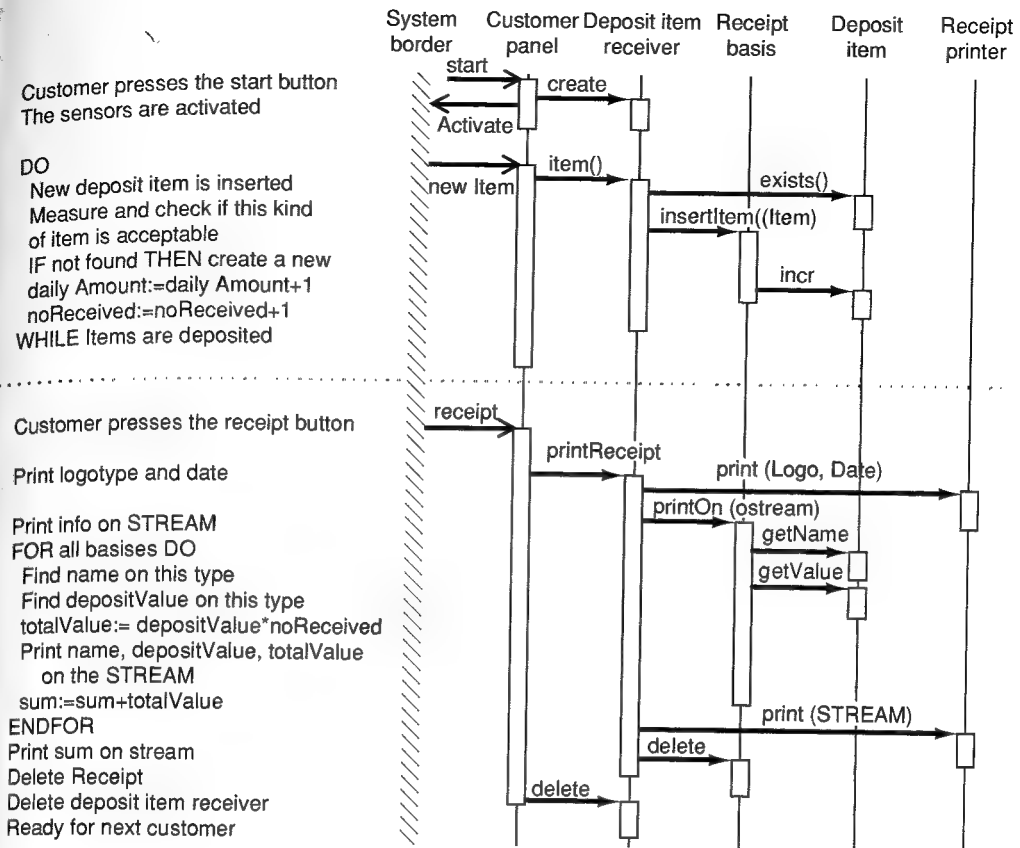 System border
Customer panel
Deposit item receiver
Receipt basis
Deposit item
Receipt printer
Customer presses the start button
The sensors are activated
start
create
Activate
DO
New deposit item is inserted
Measure and check if this kind
of item is acceptable
IF not found THEN create a new
daily Amount:=daily Amount+1
noReceived:=noReceived+1
WHILE Items are deposited
new Item
item()
exists()
insertItem((Item)
incr
Customer presses the receipt button
receipt
Print logotype and date
printReceipt
print (Logo, Date)
Print info on STREAM
FOR all basises DO
Find name on this type
Find depositValue on this type
totalValue:= depositValue*noReceived
Print name, depositValue, totalValue
on the STREAM
sum:=sum+totalValue
ENDFOR
Print sum on stream
Delete Receipt
Delete deposit item receiver
Ready for next customer
printOn (ostream)
getName
getValue
print (STREAM)
delete
delete